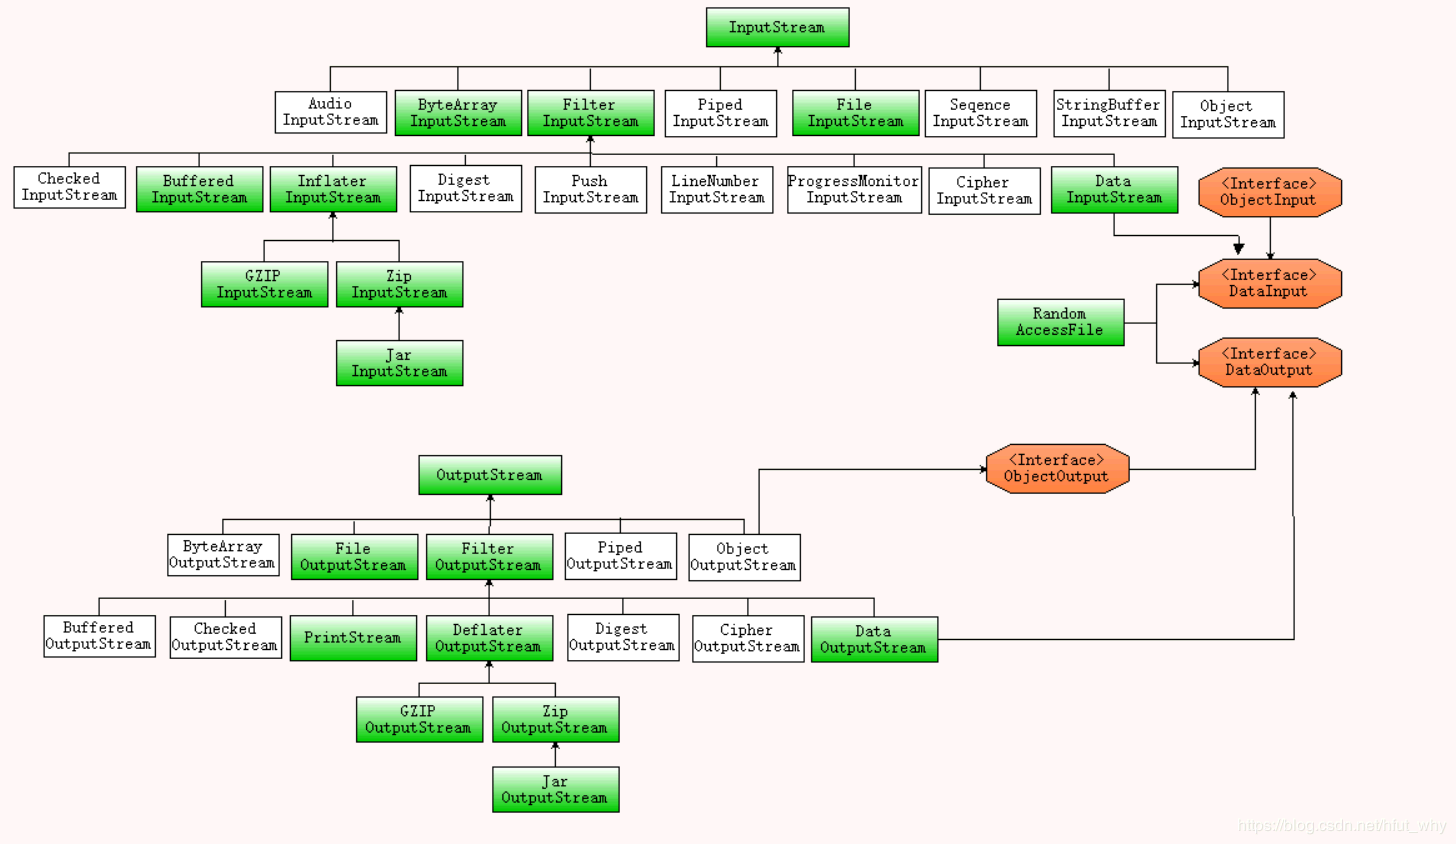 InputStream
Audio
InputStream
ByteArray
InputStream
Filter
InputStream
Piped
InputStream
File
InputStream
Seqence
InputStream
StringBuffer
InputStream
Object
InputStream
Checked
InputStream
Buffered
InputStream
Inflater
InputStream
Digest
InputStream
Push
InputStream
LineNumber
InputStream
ProgressMonitor
InputStream
Cipher
InputStream
Data
InputStream
<Interface>
ObjectInput
GZIP
InputStream
Zip
InputStream
<Interface>
DataInput
Random
AccessFile
Jar
InputStream
<Interface>
DataOutput
OutputStream
<Interface>
ObjectOutput
ByteArray
OutputStream
File
OutputStream
Filter
OutputStream
Piped
OutputStream
Object
OutputStream
Buffered
OutputStream
Checked
OutputStream
PrintStream
Deflater
OutputStream
Digest
OutputStream
Cipher
OutputStream
Data
OutputStream
GZIP
OutputStream
Zip
OutputStream
Jar
OutputStream
https://blog.csdn.net/hfut_why